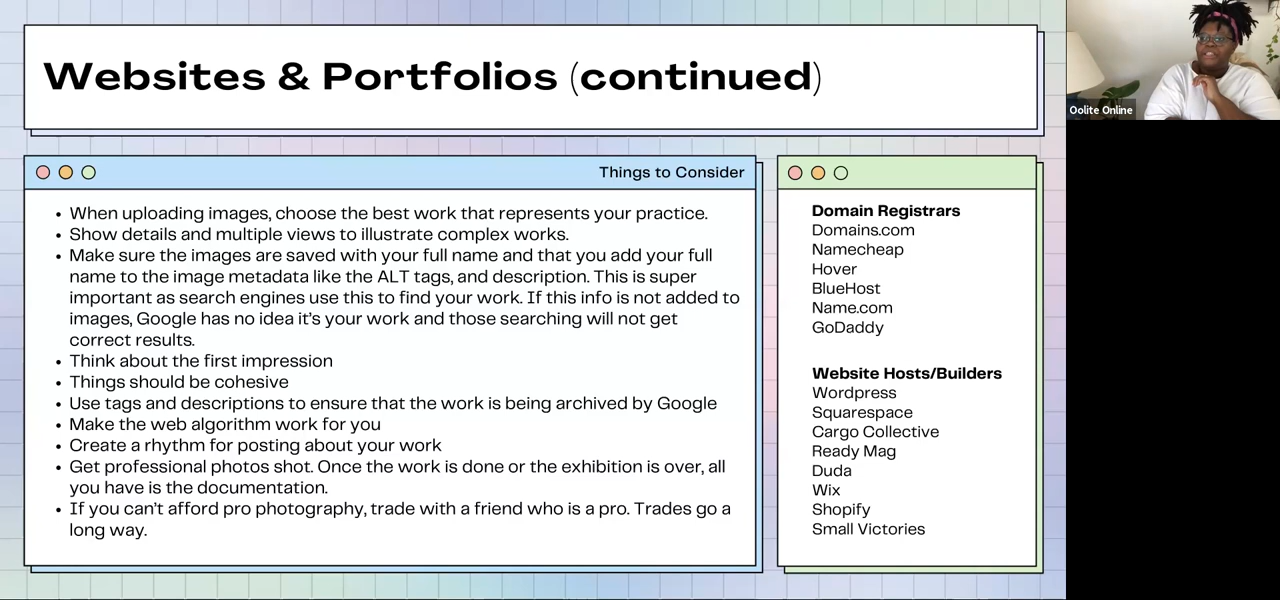 Websites & Portfolios (continued)
Oolite Online
Things to Consider
• When uploading images, choose the best work that represents your practice.
• Show details and multiple views to illustrate complex works.
• Make sure the images are saved with your full name and that you add your full
name to the image metadata like the ALT tags, and description. This is super
important as search engines use this to find your work. If this info is not added to
images, Google has no idea it's your work and those searching will not get
correct results.
• Think about the first impression
• Things should be cohesive
• Use tags and descriptions to ensure that the work is being archived by Google
• Make the web algorithm work for you
• Create a rhythm for posting about your work
• Get professional photos shot. Once the work is done or the exhibition is over, all
you have is the documentation.
• If you can't afford pro photography, trade with a friend who is a pro. Trades go a
long way.
Domain Registrars
Domains.com
Namecheap
Hover
BlueHost
Name.com
GoDaddy
Website Hosts/Builders
Wordpress
Squarespace
Cargo Collective
Ready Mag
Duda
Wix
Shopify
Small Victories